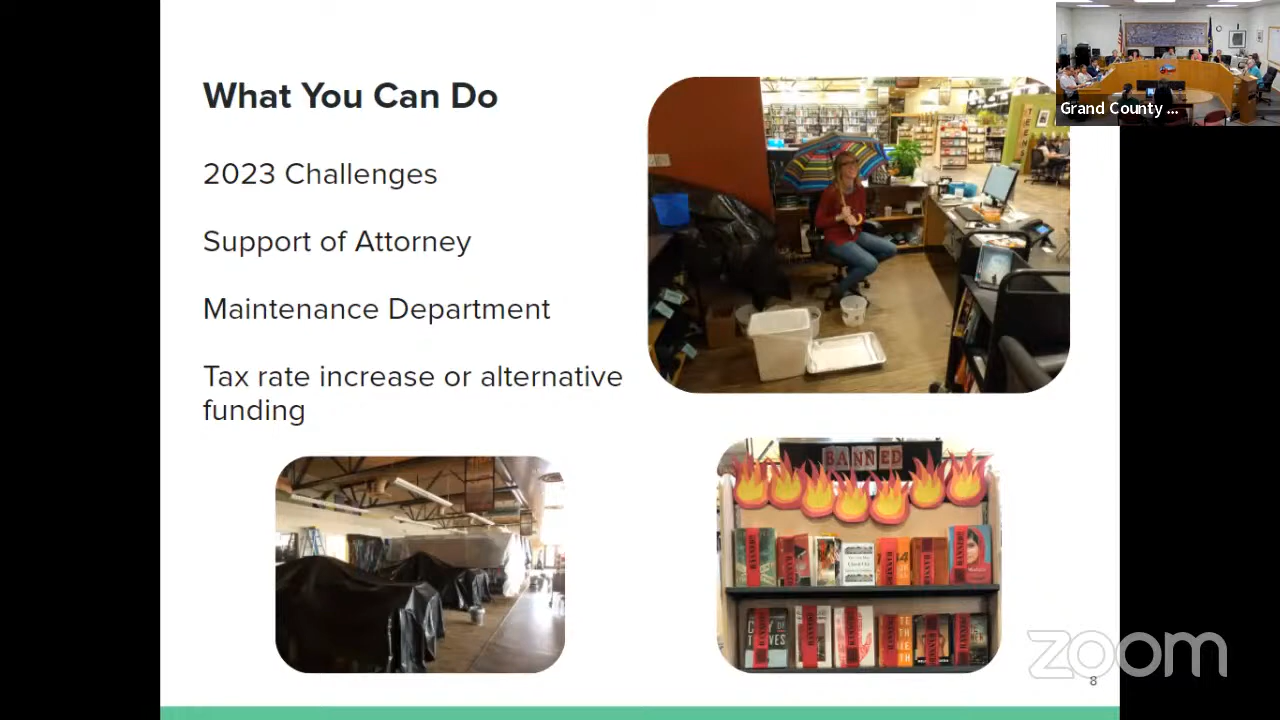 What You Can Do
Grand County ...
2023 Challenges
Support of Attorney
Maintenance Department
Tax rate increase or alternative
funding
BANNED
zoom
8